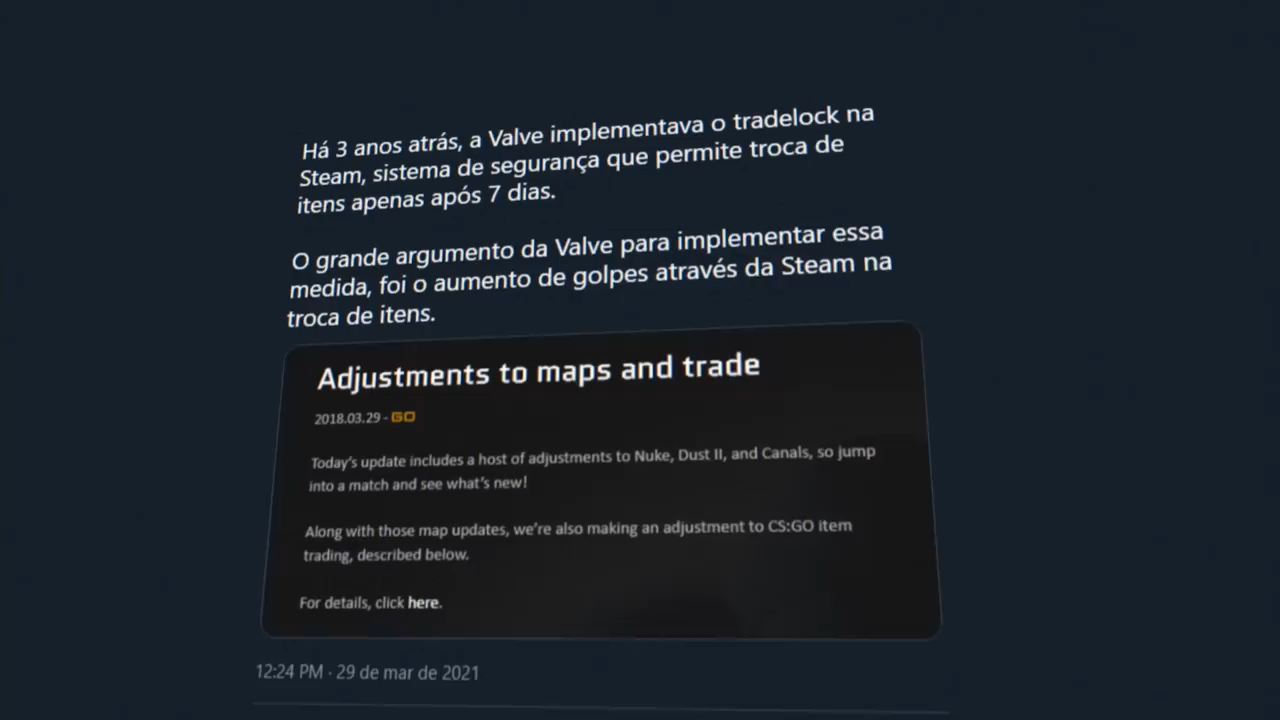 Há 3 anos atrás, a Valve implementava o tradelock na
Steam, sistema de segurança que permite troca de
itens apenas após 7 dias.
O grande argumento da Valve para implementar essa
medida, foi o aumento de golpes através da Steam na
troca de itens.
Adjustments to maps and trade
2018.03.29 - GO
Today's update includes a host of adjustments to Nuke, Dust II, and Canals, so jump
into a match and see what's new!
Along with those map updates, we're also making an adjustment to CS:GO item
trading, described below.
For details, click here.
12:24 PM · 29 de mar de 2021